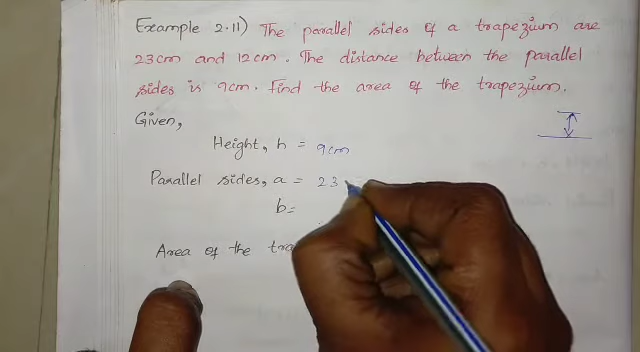 Example 2.11) The parallel sides of a trapezium are
23cm and 12cm. The distance between the parallel
sides is 9cm. Find the area of the trapezium.
Given,
Height, h = 9cm
Parallel sides, a = 23
b=
Area of the